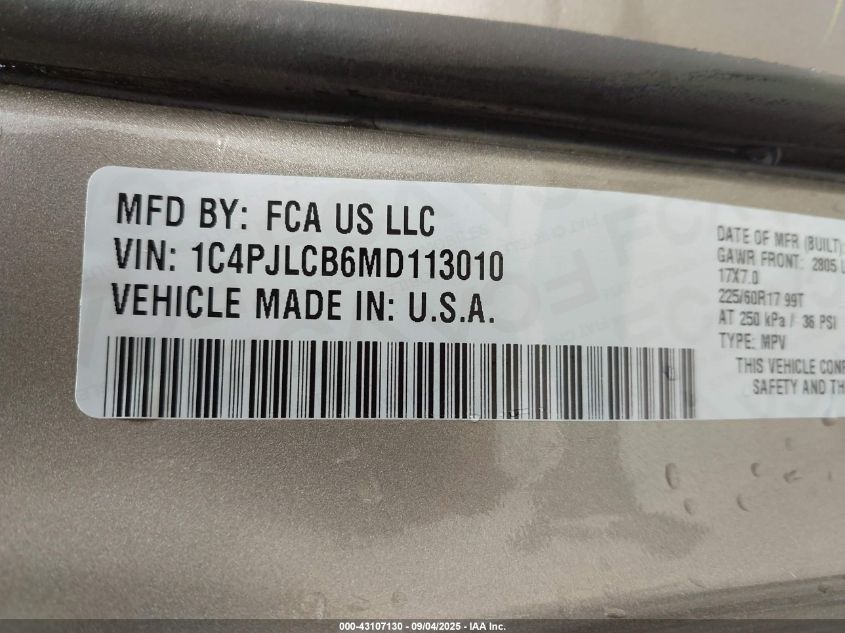 MFD BY: FCA US LLC
VIN: 1C4PJLCB6MD113010
VEHICLE MADE IN: U.S.A.
DATE OF MFR (BUILT):
GAWR FRONT: 2805
17X7.0
225/60R17 99T
AT 250 kPa / 36 PSI
TYPE: MPV
THIS VEHICLE
SAFETY AND
000-43107130 - 09/04/2025 - IAA Inc.